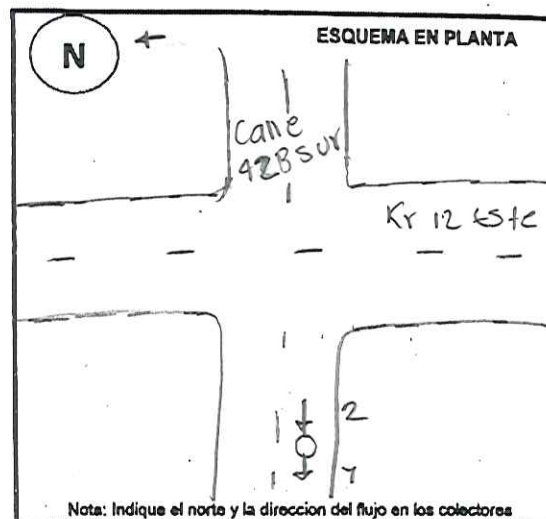 N
ESQUEMA EN PLANTA
Calle
42B SUR
Kr 12 Este
2
7
Nota: Indique el norte y la direccion del flujo en los colectores